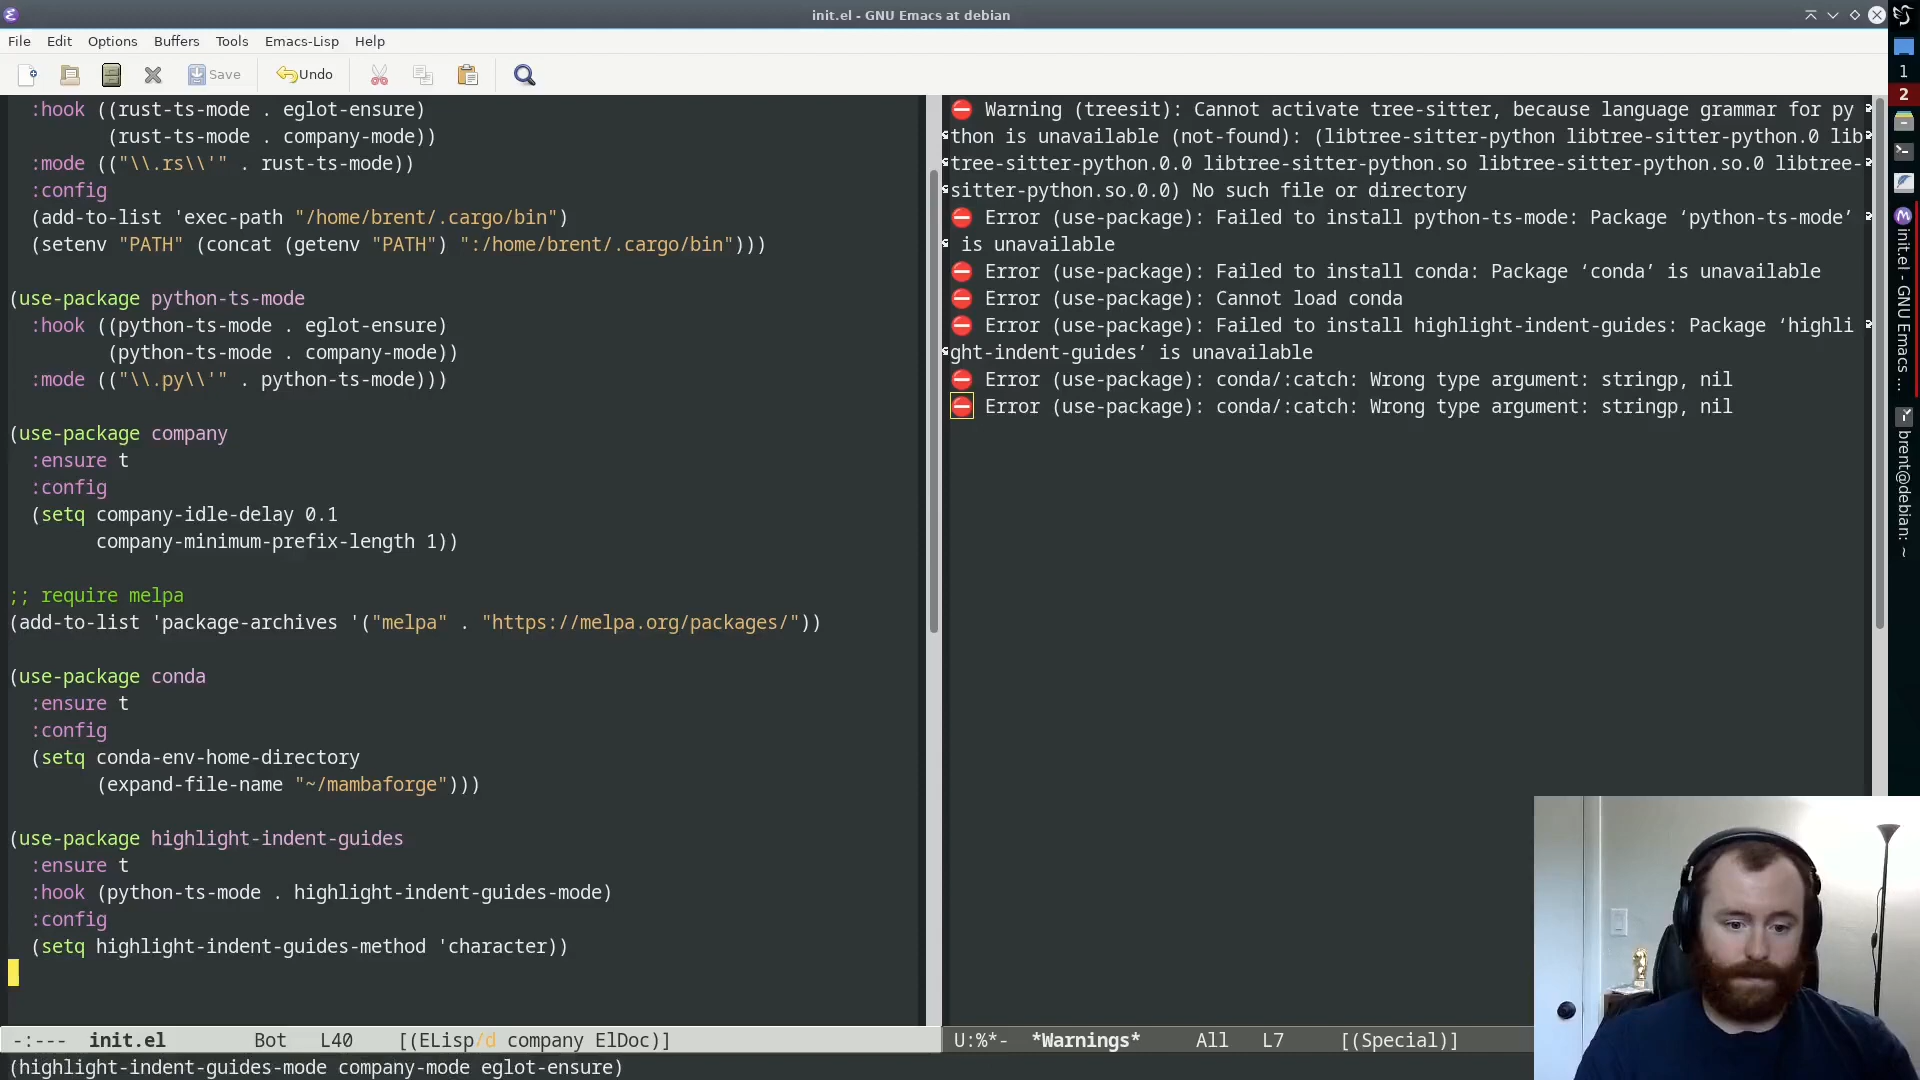 init.el - GNU Emacs at debian
File Edit Options Buffers Tools Emacs-Lisp Help
Save Undo
:hook ((rust-ts-mode . eglot-ensure)
(rust-ts-mode . company-mode))
:mode (("\\.rs\\'" . rust-ts-mode))
:config
(add-to-list 'exec-path "/home/brent/.cargo/bin")
(setenv "PATH" (concat (getenv "PATH") ":/home/brent/.cargo/bin")))
(use-package python-ts-mode
:hook ((python-ts-mode . eglot-ensure)
(python-ts-mode . company-mode))
:mode (("\\.py\\'" . python-ts-mode)))
(use-package company
:ensure t
:config
(setq company-idle-delay 0.1
company-minimum-prefix-length 1))
;; require melpa
(add-to-list 'package-archives '("melpa" . "https://melpa.org/packages/"))
(use-package conda
:ensure t
:config
(setq conda-env-home-directory
(expand-file-name "~/mambaforge")))
(use-package highlight-indent-guides
:ensure t
:hook (python-ts-mode . highlight-indent-guides-mode)
:config
(setq highlight-indent-guides-method 'character))
-:--- init.el Bot L40 [(ELisp/d company ElDoc)]
(highlight-indent-guides-mode company-mode eglot-ensure)
Warning (treesit): Cannot activate tree-sitter, because language grammar for py
thon is unavailable (not-found): (libtree-sitter-python libtree-sitter-python.0 lib
tree-sitter-python.0.0 libtree-sitter-python.so libtree-sitter-python.so.0 libtree-
sitter-python.so.0.0) No such file or directory
Error (use-package): Failed to install python-ts-mode: Package ‘python-ts-mode’
is unavailable
Error (use-package): Failed to install conda: Package ‘conda’ is unavailable
Error (use-package): Cannot load conda
Error (use-package): Failed to install highlight-indent-guides: Package ‘highli
ght-indent-guides’ is unavailable
Error (use-package): conda/:catch: Wrong type argument: stringp, nil
Error (use-package): conda/:catch: Wrong type argument: stringp, nil
U:%*- *Warnings* All L7 [(Special)]
1
2
init.el - GNU Emacs ...
brent@debian: ~